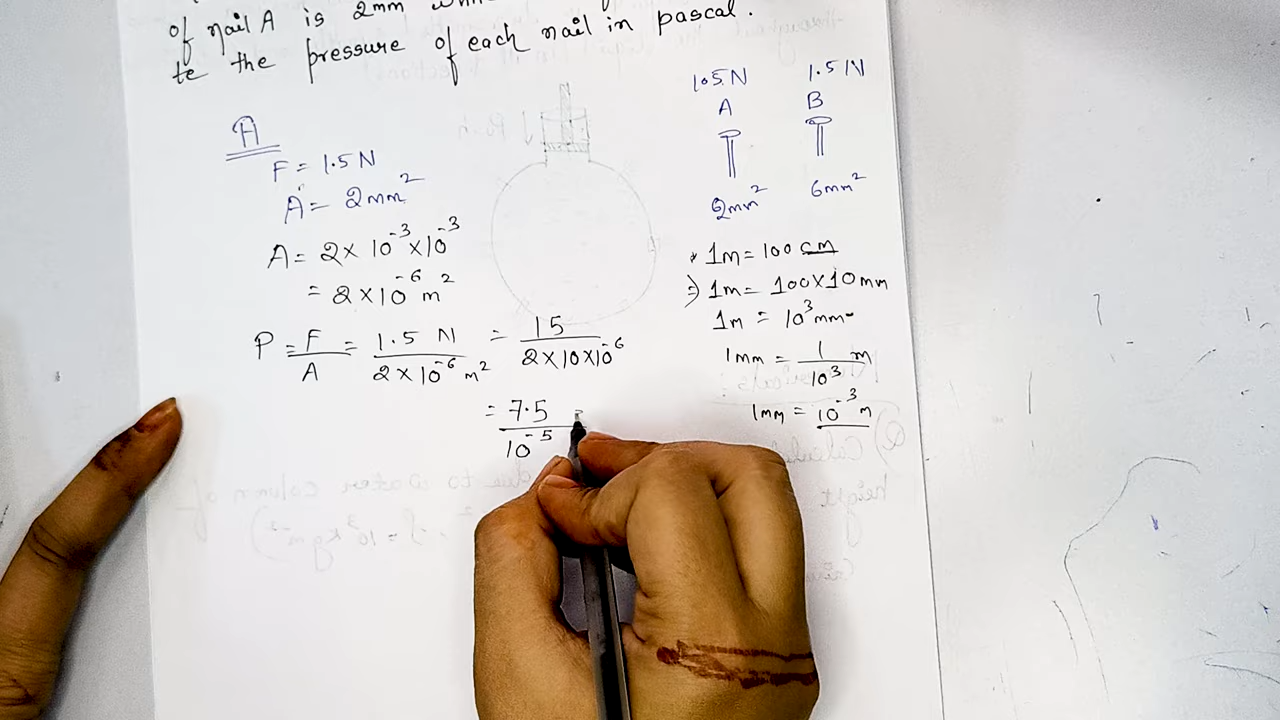 of nail A is 2mm
te the pressure of each nail in pascal.
A
F = 1.5 N
A = 2mm²
A = 2 × 10⁻³ × 10⁻³
= 2 × 10⁻⁶ m²
P = F/A = 1.5 N / 2 × 10⁻⁶ m² = 15 / 2 × 10 × 10⁻⁶
= 7.5 / 10⁻⁵ =
1.5 N 1.5 N
A B
2mm² 6mm²
* 1m = 100 cm
⇒ 1m = 100 × 10 mm
1m = 10³ mm
1mm = 1 / 10³ m
1mm = 10⁻³ m